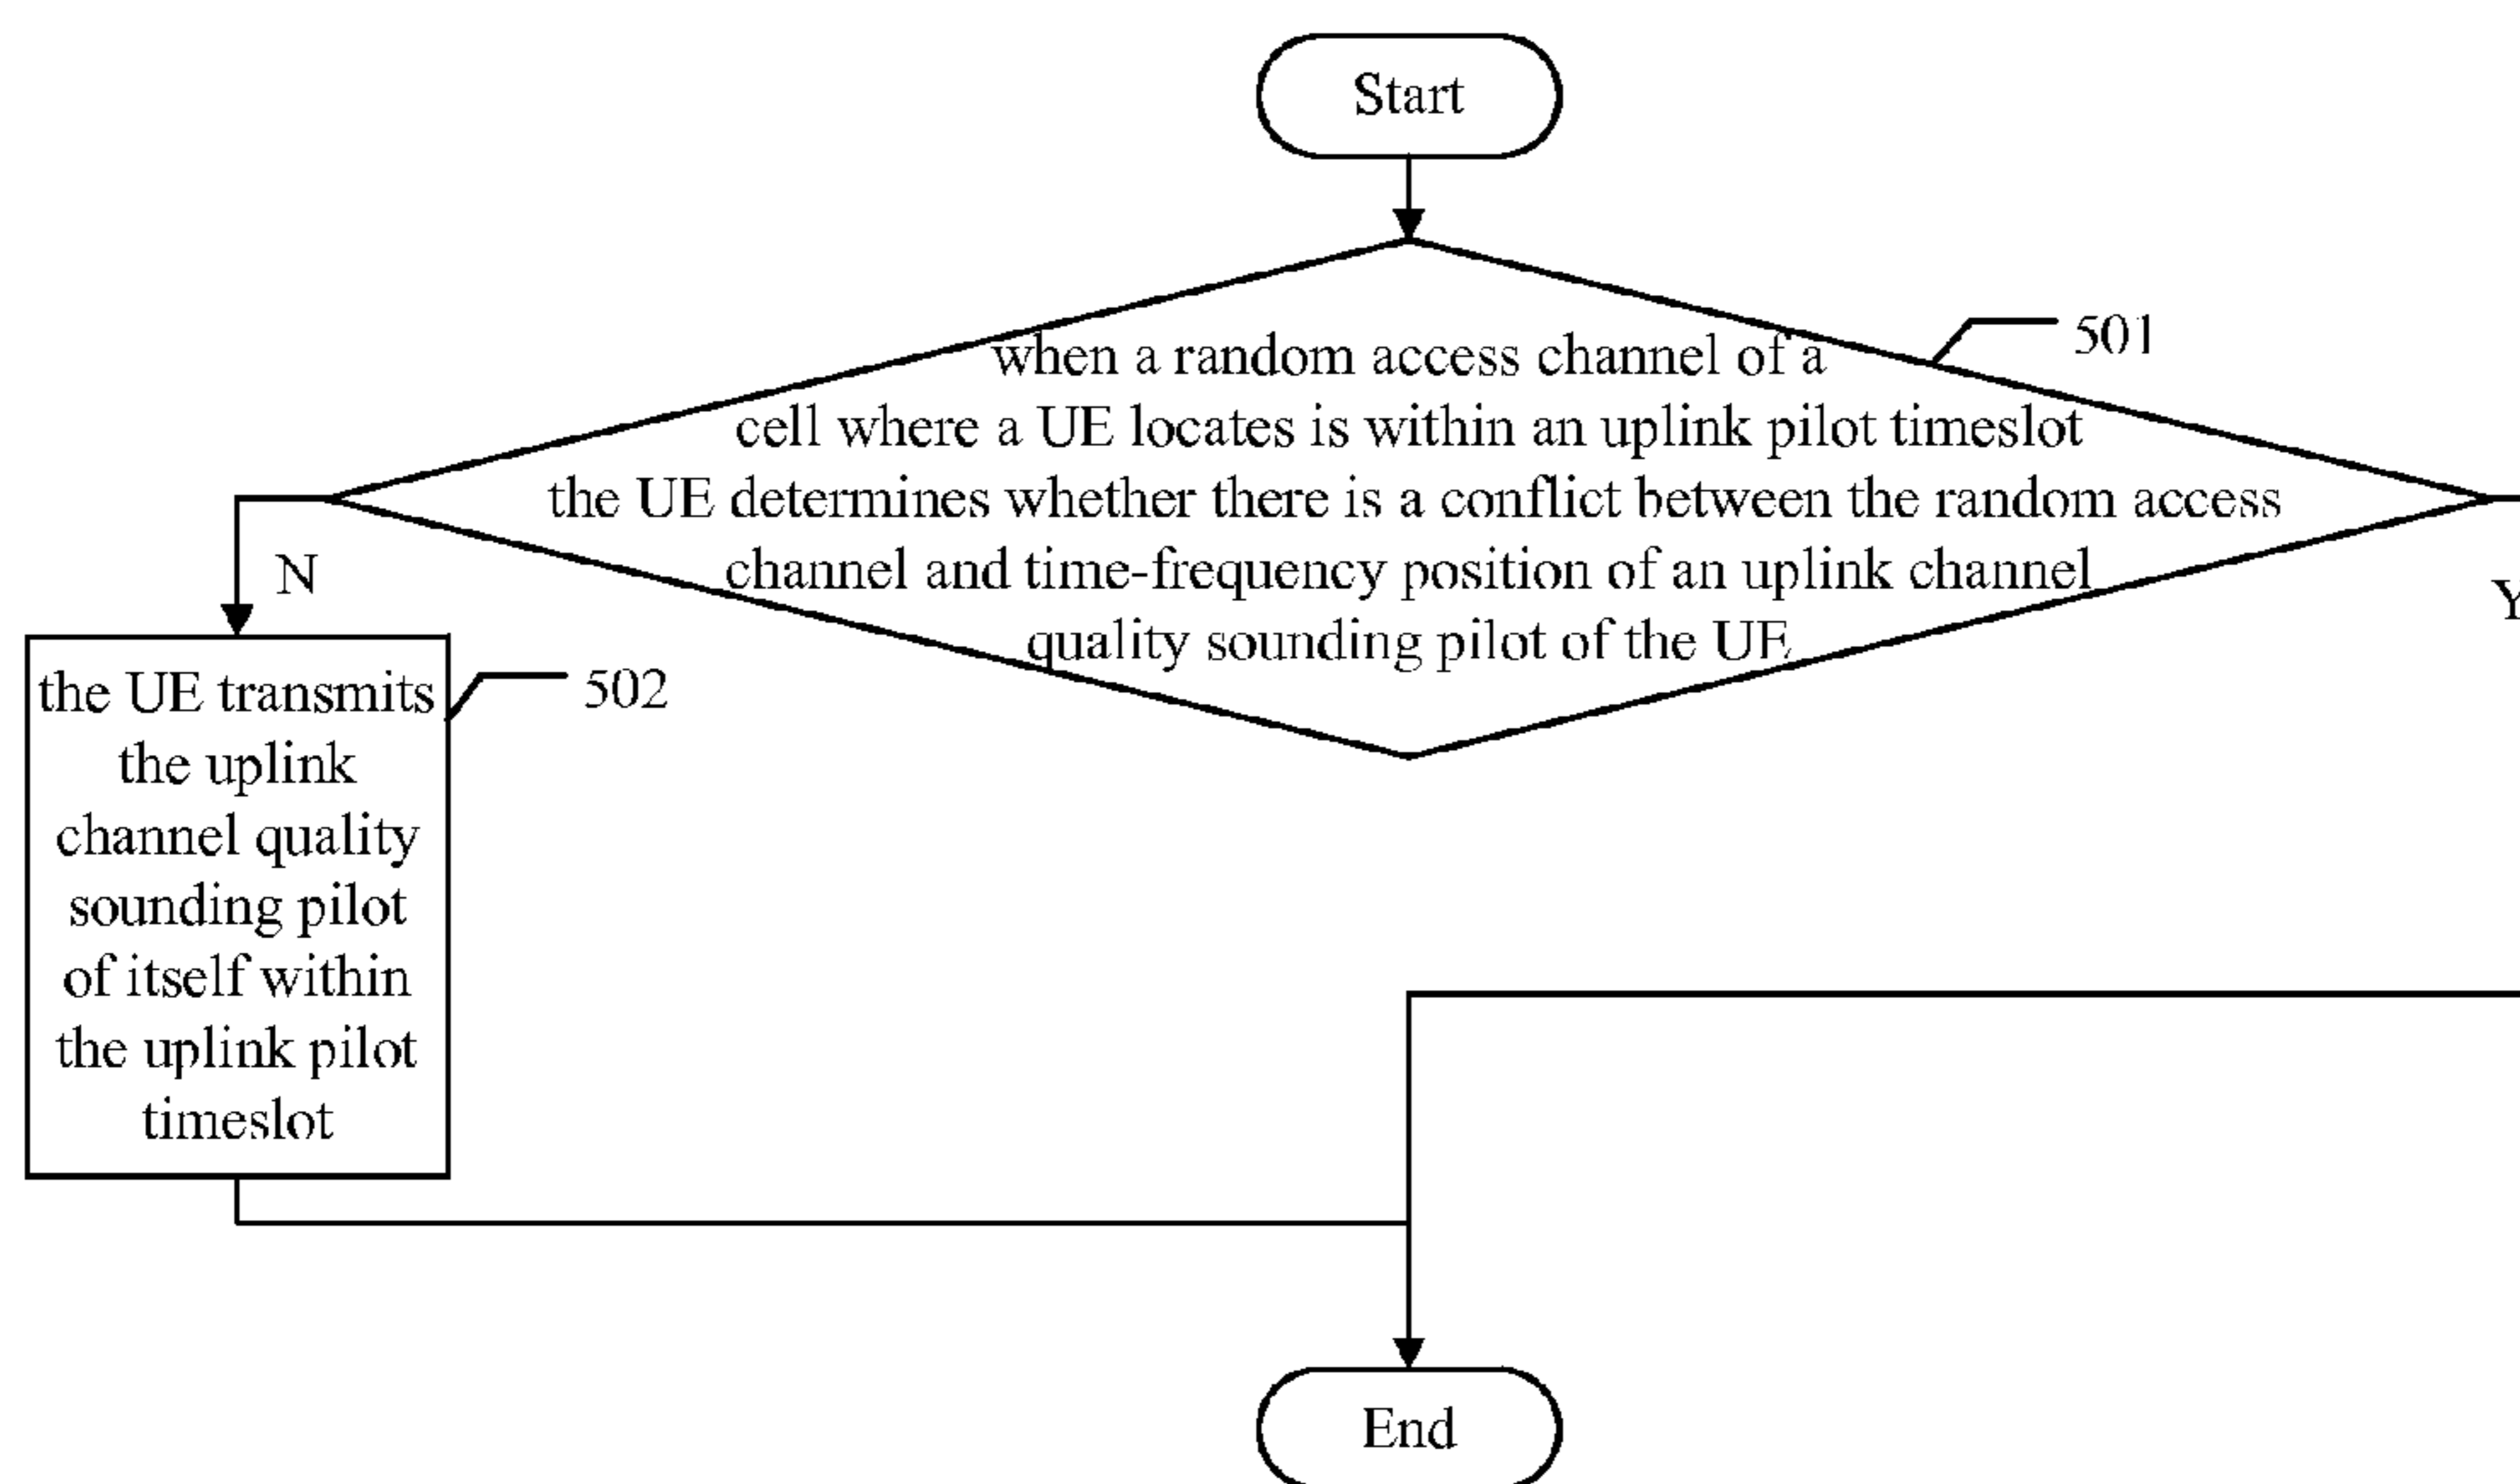 Start
501
when a random access channel of a
cell where a UE locates is within an uplink pilot timeslot
the UE determines whether there is a conflict between the random access
channel and time-frequency position of an uplink channel
quality sounding pilot of the UE
N
Y
502
the UE transmits
the uplink
channel quality
sounding pilot
of itself within
the uplink pilot
timeslot
End